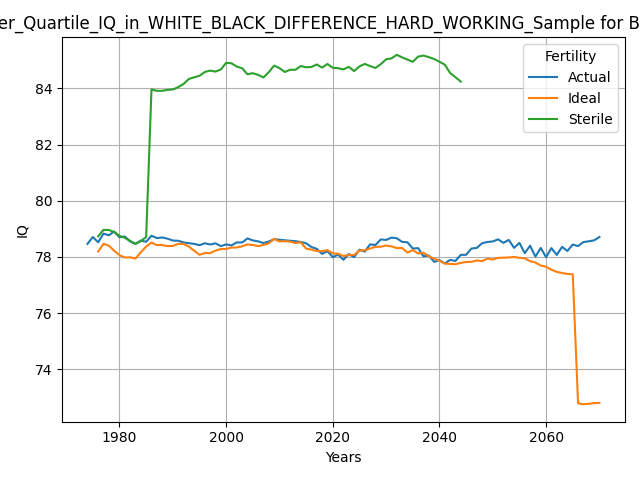 er_Quartile_IQ_in_WHITE_BLACK_DIFFERENCE_HARD_WORKING_Sample for B
Fertility
Actual
Ideal
Sterile
84
82
80
78
76
74
IQ
1980
2000
2020
2040
2060
Years